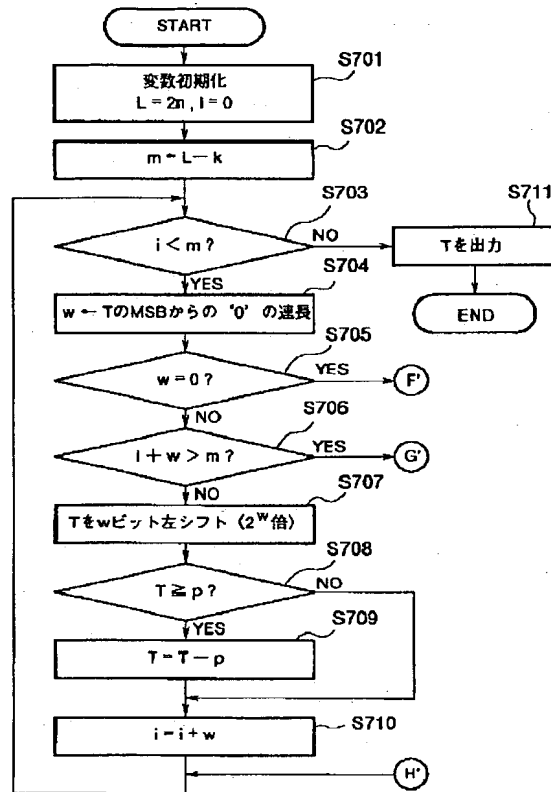 START
S701
変数初期化
L = 2n , i = 0
S702
m ← L − k
S703
i < m ?
NO
S711
Tを出力
END
YES
S704
w ← TのMSBからの '0' の連長
S705
w = 0 ?
YES
F'
NO
S706
i + w > m ?
YES
G'
NO
S707
Tをwビット左シフト (2^w倍)
S708
T ≧ p ?
NO
YES
S709
T = T − p
S710
i = i + w
H'